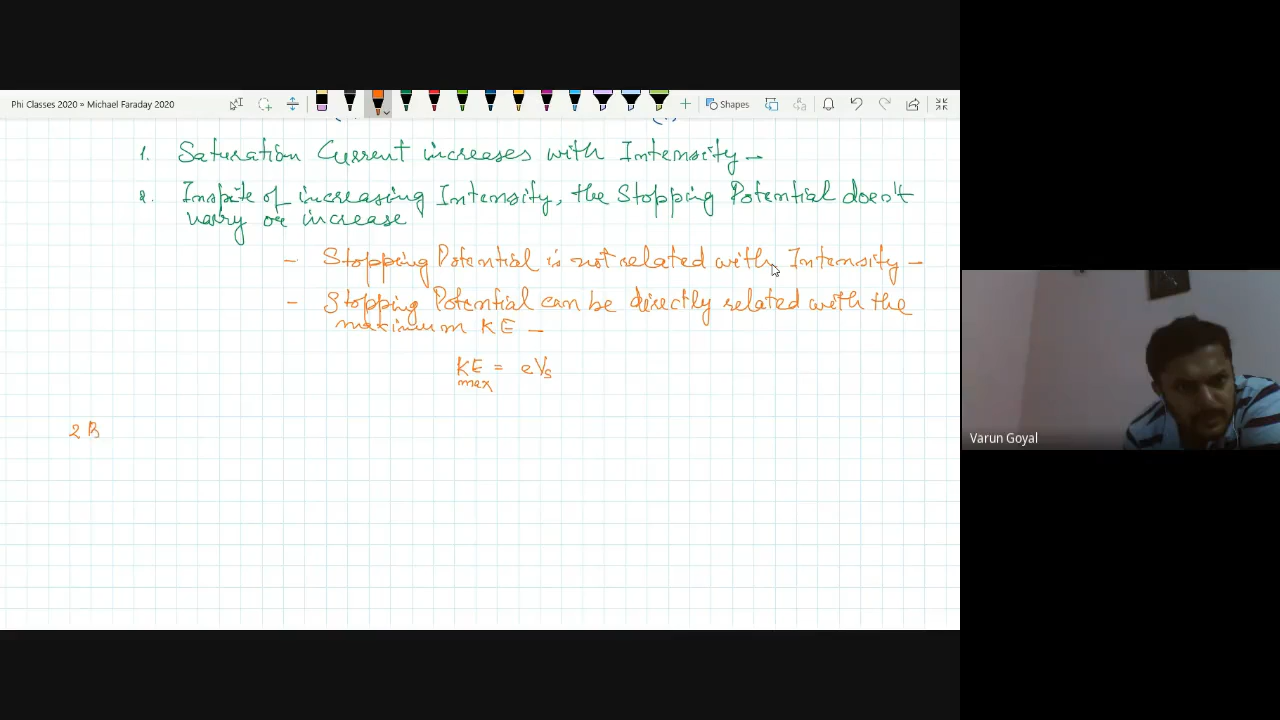 Phi Classes 2020 » Michael Faraday 2020
Shapes
1. Saturation Current increases with Intensity -
2. Inspite of increasing Intensity, the Stopping Potential doesn't
varry or increase
- Stopping Potential is not related with Intensity -
- Stopping Potential can be directly related with the
maximum KE -
KE = eVs
max
2 B
Varun Goyal